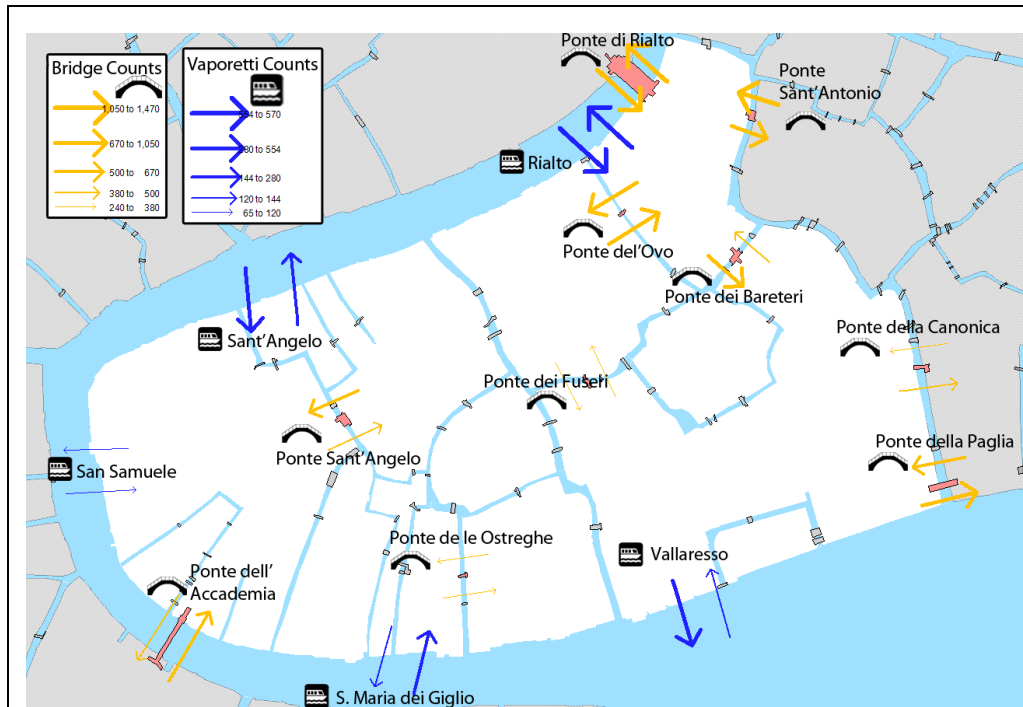 Bridge Counts
1,050 to 1,470
670 to 1,050
500 to 670
380 to 500
240 to 380
Vaporetti Counts
to 570
to 554
144 to 280
120 to 144
65 to 120
Ponte di Rialto
Ponte
Sant'Antonio
Rialto
Ponte del'Ovo
Ponte dei Bareteri
Sant'Angelo
Ponte della Canonica
Ponte dei Fuseri
Ponte Sant'Angelo
Ponte della Paglia
San Samuele
Ponte de le Ostreghe
Vallaresso
Ponte dell'
Accademia
S. Maria dei Giglio